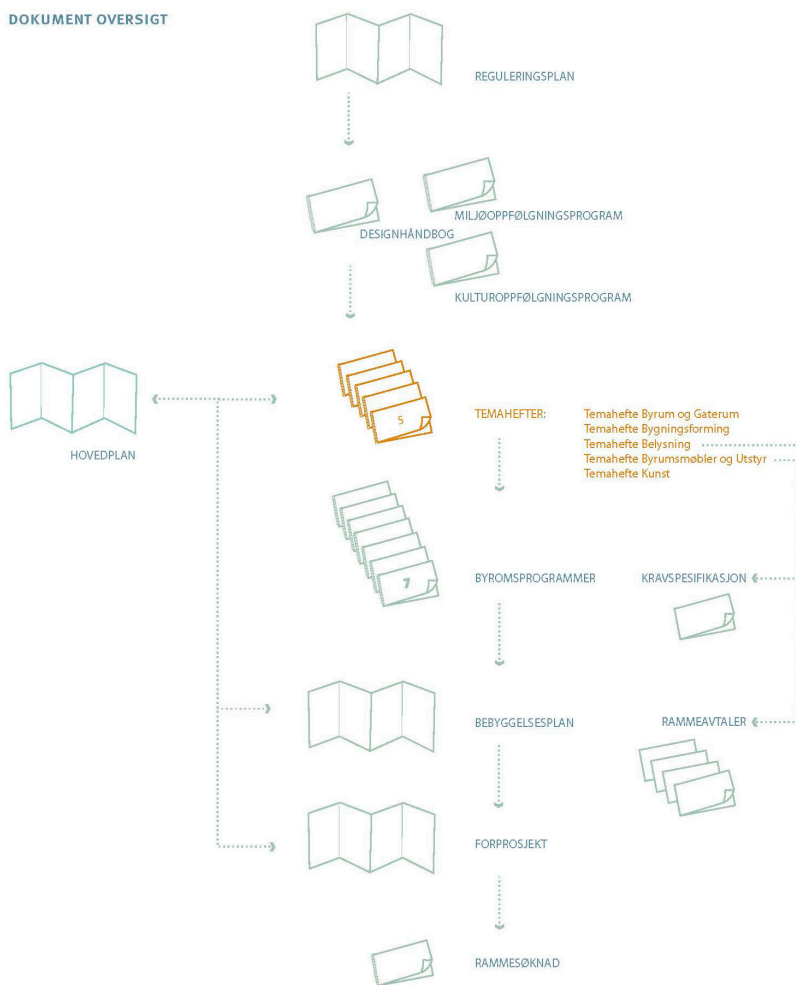 DOKUMENT OVERSIGT
REGULERINGSPLAN
MILJØOPPFØLGNINGSPROGRAM
DESIGNHÅNDBOG
KULTUROPPFØLGNINGSPROGRAM
HOVEDPLAN
5
TEMAHEFTER:
Temahefte Byrum og Gaterum
Temahefte Bygningsforming
Temahefte Belysning
Temahefte Byrumsmøbler og Utstyr
Temahefte Kunst
7
BYROMSPROGRAMMER
KRAVSPESIFIKASJON
BEBYGGELSESPLAN
RAMMEAVTALER
FORPROSJEKT
RAMMESØKNAD